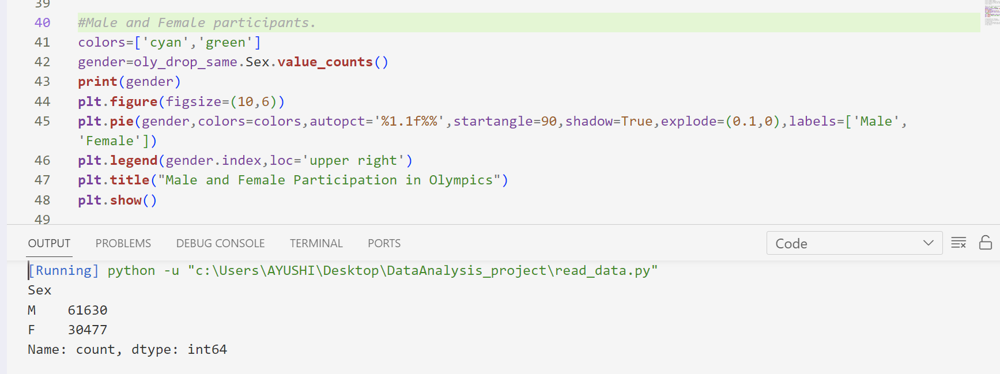 39
40 #Male and Female participants.
41 colors=['cyan','green']
42 gender=oly_drop_same.Sex.value_counts()
43 print(gender)
44 plt.figure(figsize=(10,6))
45 plt.pie(gender,colors=colors,autopct='%1.1f%%',startangle=90,shadow=True,explode=(0.1,0),labels=['Male',
'Female'])
46 plt.legend(gender.index,loc='upper right')
47 plt.title("Male and Female Participation in Olympics")
48 plt.show()
49
OUTPUT PROBLEMS DEBUG CONSOLE TERMINAL PORTS Code
[Running] python -u "c:\Users\AYUSHI\Desktop\DataAnalysis_project\read_data.py"
Sex
M 61630
F 30477
Name: count, dtype: int64